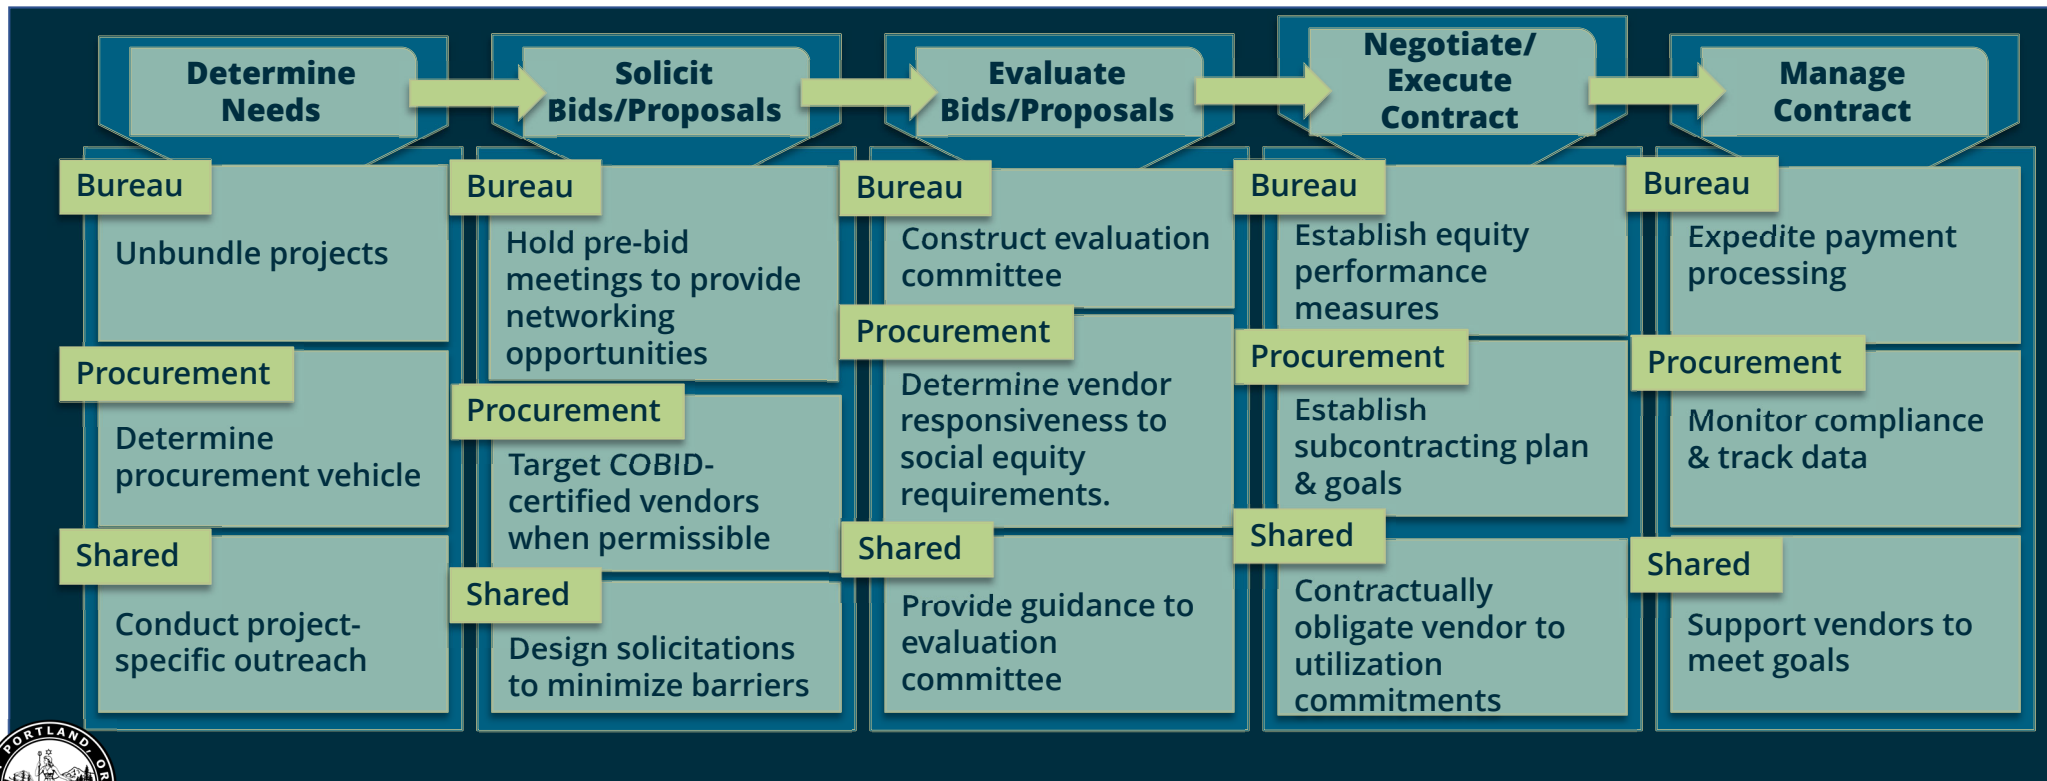 Determine
Needs
Solicit
Bids/Proposals
Evaluate
Bids/Proposals
Negotiate/
Execute
Contract
Manage
Contract
Bureau
Unbundle projects
Procurement
Determine
procurement vehicle
Shared
Conduct project-
specific outreach
Bureau
Hold pre-bid
meetings to provide
networking
opportunities
Procurement
Target COBID-
certified vendors
when permissible
Shared
Design solicitations
to minimize barriers
Bureau
Construct evaluation
committee
Procurement
Determine vendor
responsiveness to
social equity
requirements.
Shared
Provide guidance to
evaluation
committee
Bureau
Establish equity
performance
measures
Procurement
Establish
subcontracting plan
& goals
Shared
Contractually
obligate vendor to
utilization
commitments
Bureau
Expedite payment
processing
Procurement
Monitor compliance
& track data
Shared
Support vendors to
meet goals
PORTLAND, OR